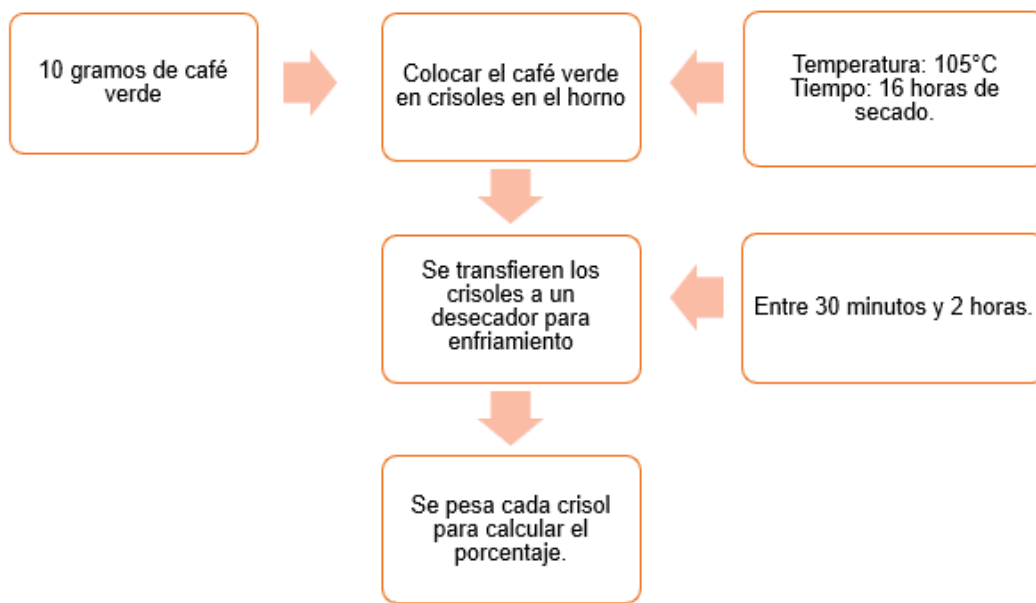 10 gramos de café
verde
Colocar el café verde
en crisoles en el horno
Temperatura: 105°C
Tiempo: 16 horas de
secado.
Se transfieren los
crisoles a un
desecador para
enfriamiento
Entre 30 minutos y 2 horas.
Se pesa cada crisol
para calcular el
porcentaje.